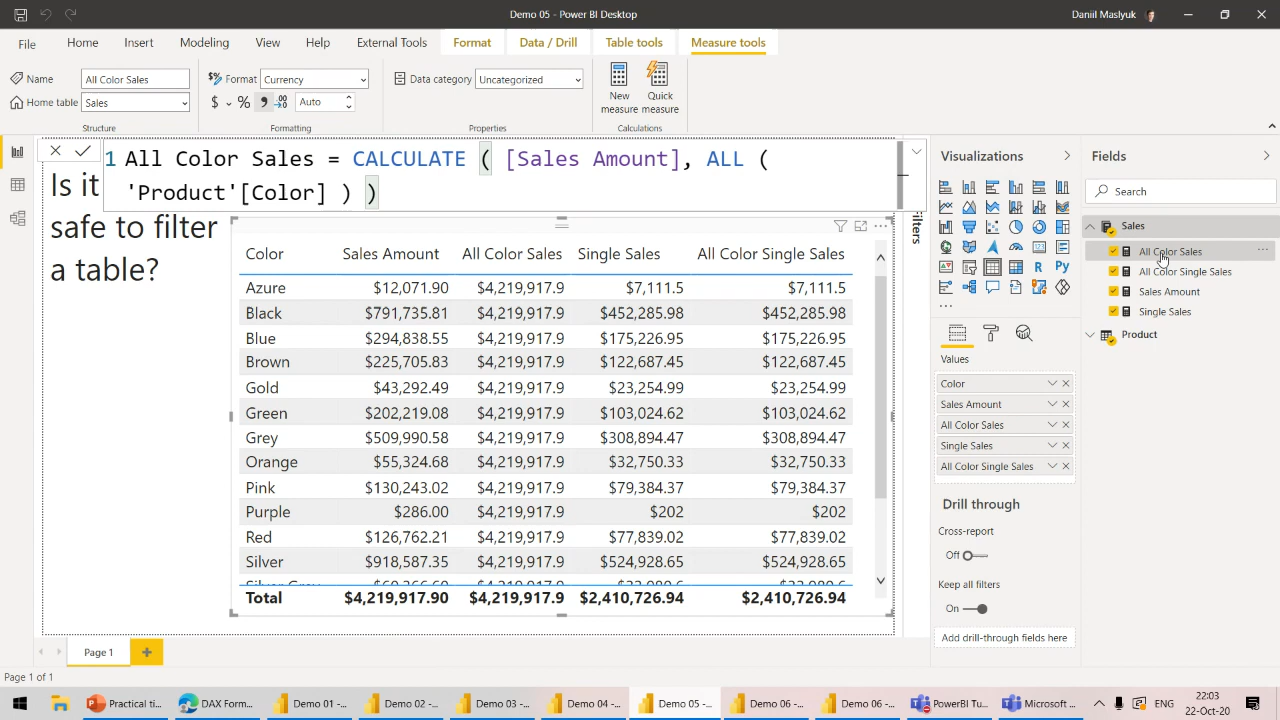 Demo 05 - Power BI Desktop
Daniil Maslyuk
File Home Insert Modeling View Help External Tools Format Data / Drill Table tools Measure tools
Name All Color Sales
Home table Sales
Structure
Format Currency
$ % 9 Auto
Formatting
Data category Uncategorized
Properties
New measure
Quick measure
Calculations
1 All Color Sales = CALCULATE ( [Sales Amount], ALL (
'Product'[Color] ) )
Is it
safe to filter
a table?
Color Sales Amount All Color Sales Single Sales All Color Single Sales
Azure $12,071.90 $4,219,917.9 $7,111.5 $7,111.5
Black $791,735.81 $4,219,917.9 $452,285.98 $452,285.98
Blue $294,838.55 $4,219,917.9 $175,226.95 $175,226.95
Brown $225,705.83 $4,219,917.9 $122,687.45 $122,687.45
Gold $43,292.49 $4,219,917.9 $23,254.99 $23,254.99
Green $202,219.08 $4,219,917.9 $103,024.62 $103,024.62
Grey $509,990.58 $4,219,917.9 $308,894.47 $308,894.47
Orange $55,324.68 $4,219,917.9 $32,750.33 $32,750.33
Pink $130,243.02 $4,219,917.9 $79,384.37 $79,384.37
Purple $286.00 $4,219,917.9 $202 $202
Red $126,762.21 $4,219,917.9 $77,839.02 $77,839.02
Silver $918,587.35 $4,219,917.9 $524,928.65 $524,928.65
Silver Grey $4,219,917.9
Total $4,219,917.90 $4,219,917.9 $2,410,726.94 $2,410,726.94
Filters
Visualizations
R Py
Values
Color
Sales Amount
All Color Sales
Single Sales
All Color Single Sales
Drill through
Cross-report
Off
Keep all filters
On
Add drill-through fields here
Fields
Search
Sales
All Color Sales
All Color Single Sales
Sales Amount
Single Sales
Product
Page 1
Page 1 of 1
Practical ti...
DAX Form...
Demo 01 -...
Demo 02 -...
Demo 03 -...
Demo 04 -...
Demo 05 -...
Demo 06 -...
Demo 06 -...
PowerBI Tu...
Microsoft ...
ENG
22:03
22-Oct-20